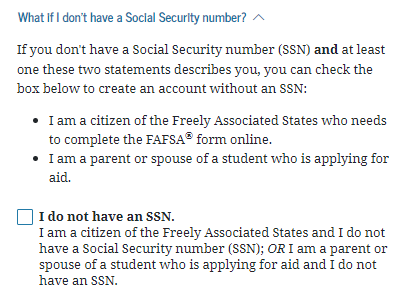 What if I don't have a Social Security number?
If you don't have a Social Security number (SSN) and at least
one these two statements describes you, you can check the
box below to create an account without an SSN:
• I am a citizen of the Freely Associated States who needs
to complete the FAFSA® form online.
• I am a parent or spouse of a student who is applying for
aid.
I do not have an SSN.
I am a citizen of the Freely Associated States and I do not
have a Social Security number (SSN); OR I am a parent or
spouse of a student who is applying for aid and I do not
have an SSN.